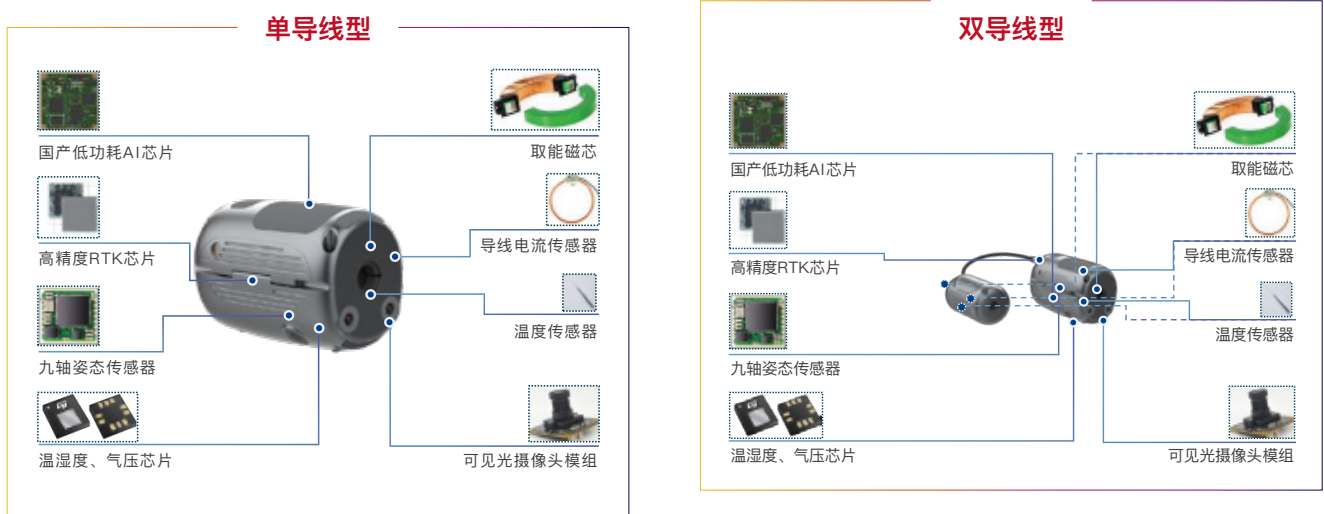 单导线型
国产低功耗AI芯片
高精度RTK芯片
九轴姿态传感器
温湿度、气压芯片
取能磁芯
导线电流传感器
温度传感器
可见光摄像头模组
双导线型
国产低功耗AI芯片
高精度RTK芯片
九轴姿态传感器
温湿度、气压芯片
取能磁芯
导线电流传感器
温度传感器
可见光摄像头模组